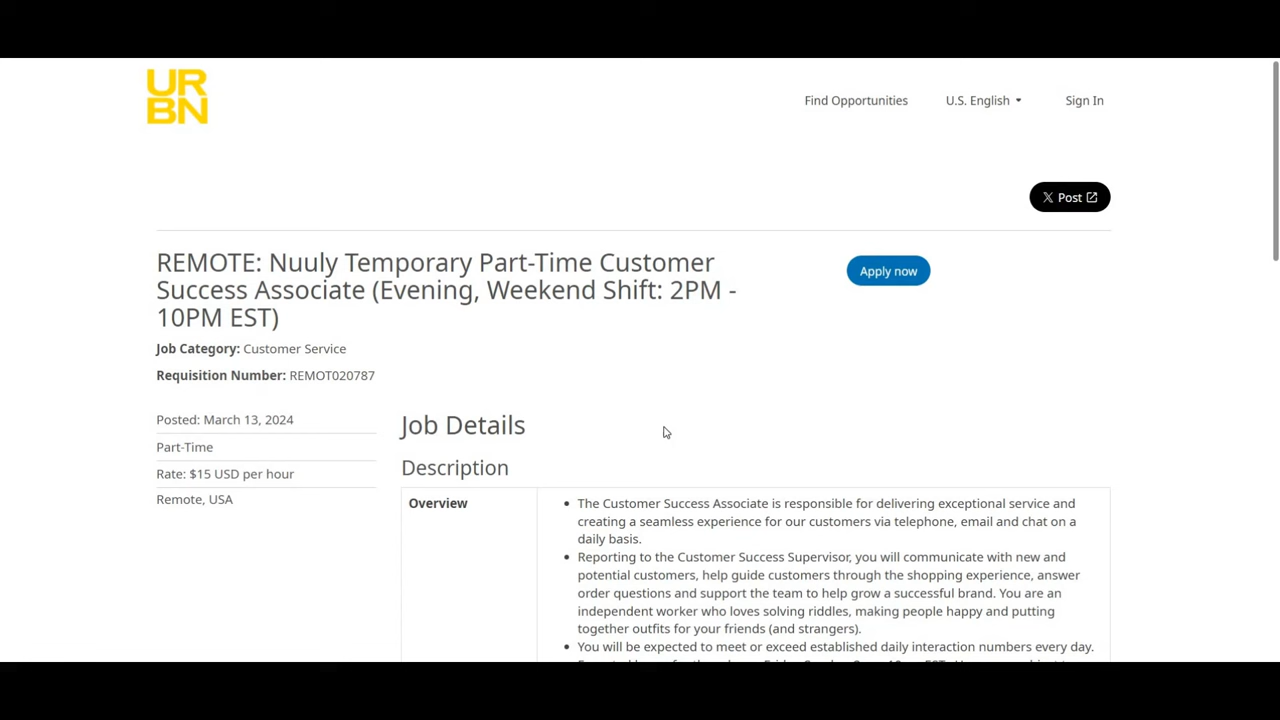 UR
BN
Find Opportunities
U.S. English
Sign In
X Post
REMOTE: Nuuly Temporary Part-Time Customer
Success Associate (Evening, Weekend Shift: 2PM -
10PM EST)
Apply now
Job Category: Customer Service
Requisition Number: REMOT020787
Posted: March 13, 2024
Part-Time
Rate: $15 USD per hour
Remote, USA
Job Details
Description
Overview
• The Customer Success Associate is responsible for delivering exceptional service and
creating a seamless experience for our customers via telephone, email and chat on a
daily basis.
• Reporting to the Customer Success Supervisor, you will communicate with new and
potential customers, help guide customers through the shopping experience, answer
order questions and support the team to help grow a successful brand. You are an
independent worker who loves solving riddles, making people happy and putting
together outfits for your friends (and strangers).
• You will be expected to meet or exceed established daily interaction numbers every day.